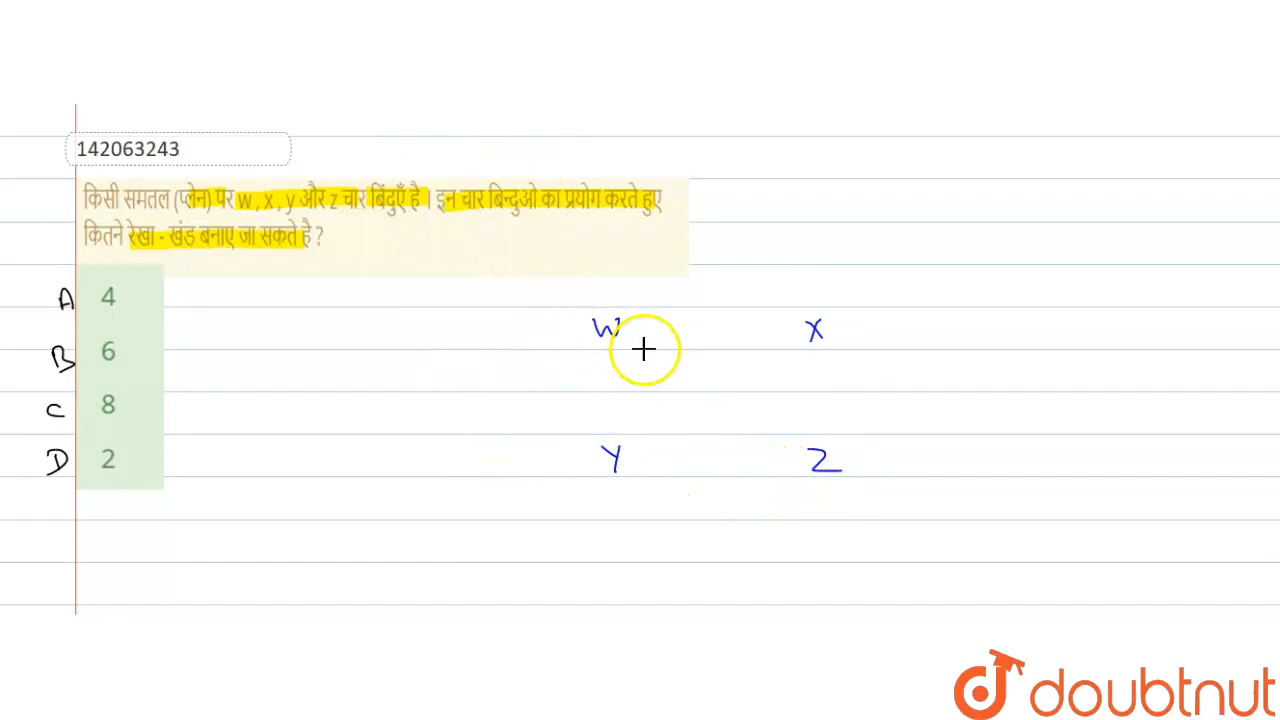 142063243
किसी समतल (प्लेन) पर w , x , y और z चार बिंदुएँ है । इन चार बिन्दुओ का प्रयोग करते हुए
कितने रेखा - खंड बनाए जा सकते है ?
A 4
B 6
C 8
D 2
W X
Y Z
doubtnut